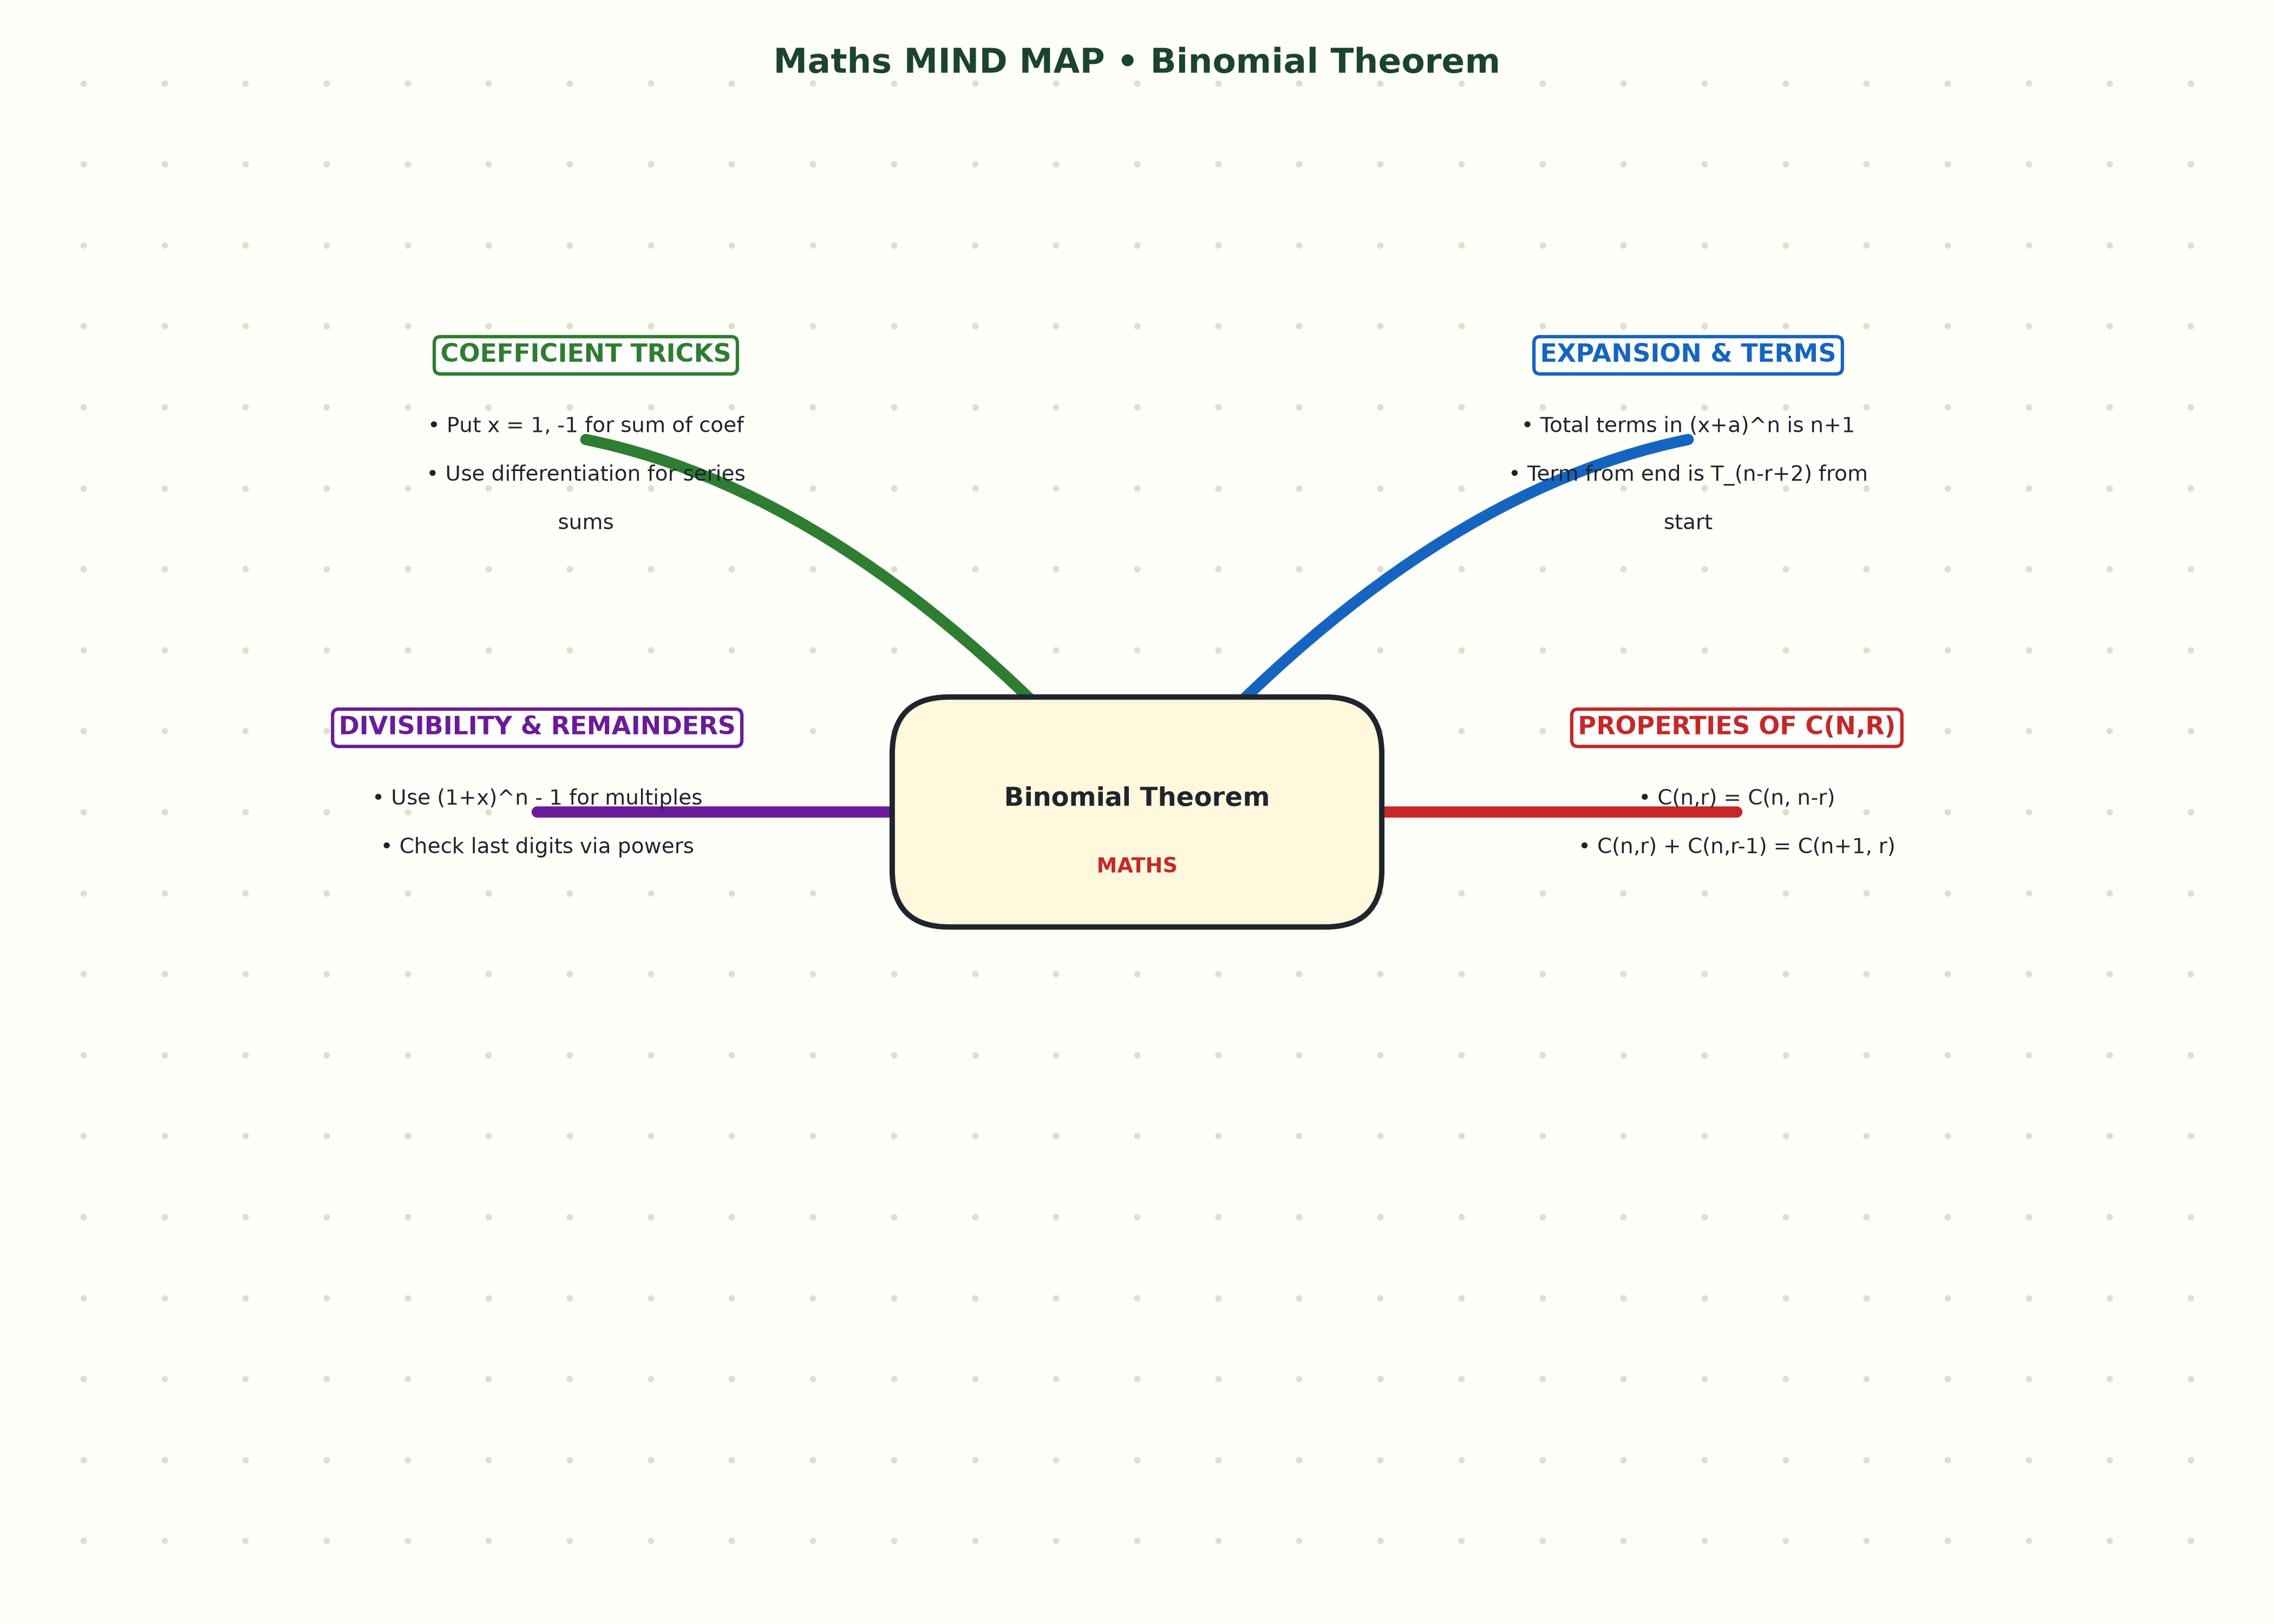 Maths MIND MAP • Binomial Theorem
COEFFICIENT TRICKS
• Put x = 1, -1 for sum of coef
• Use differentiation for series
sums
EXPANSION & TERMS
• Total terms in (x+a)^n is n+1
• Term from end is T_(n-r+2) from
start
DIVISIBILITY & REMAINDERS
• Use (1+x)^n - 1 for multiples
• Check last digits via powers
Binomial Theorem
MATHS
PROPERTIES OF C(N,R)
• C(n,r) = C(n, n-r)
• C(n,r) + C(n,r-1) = C(n+1, r)